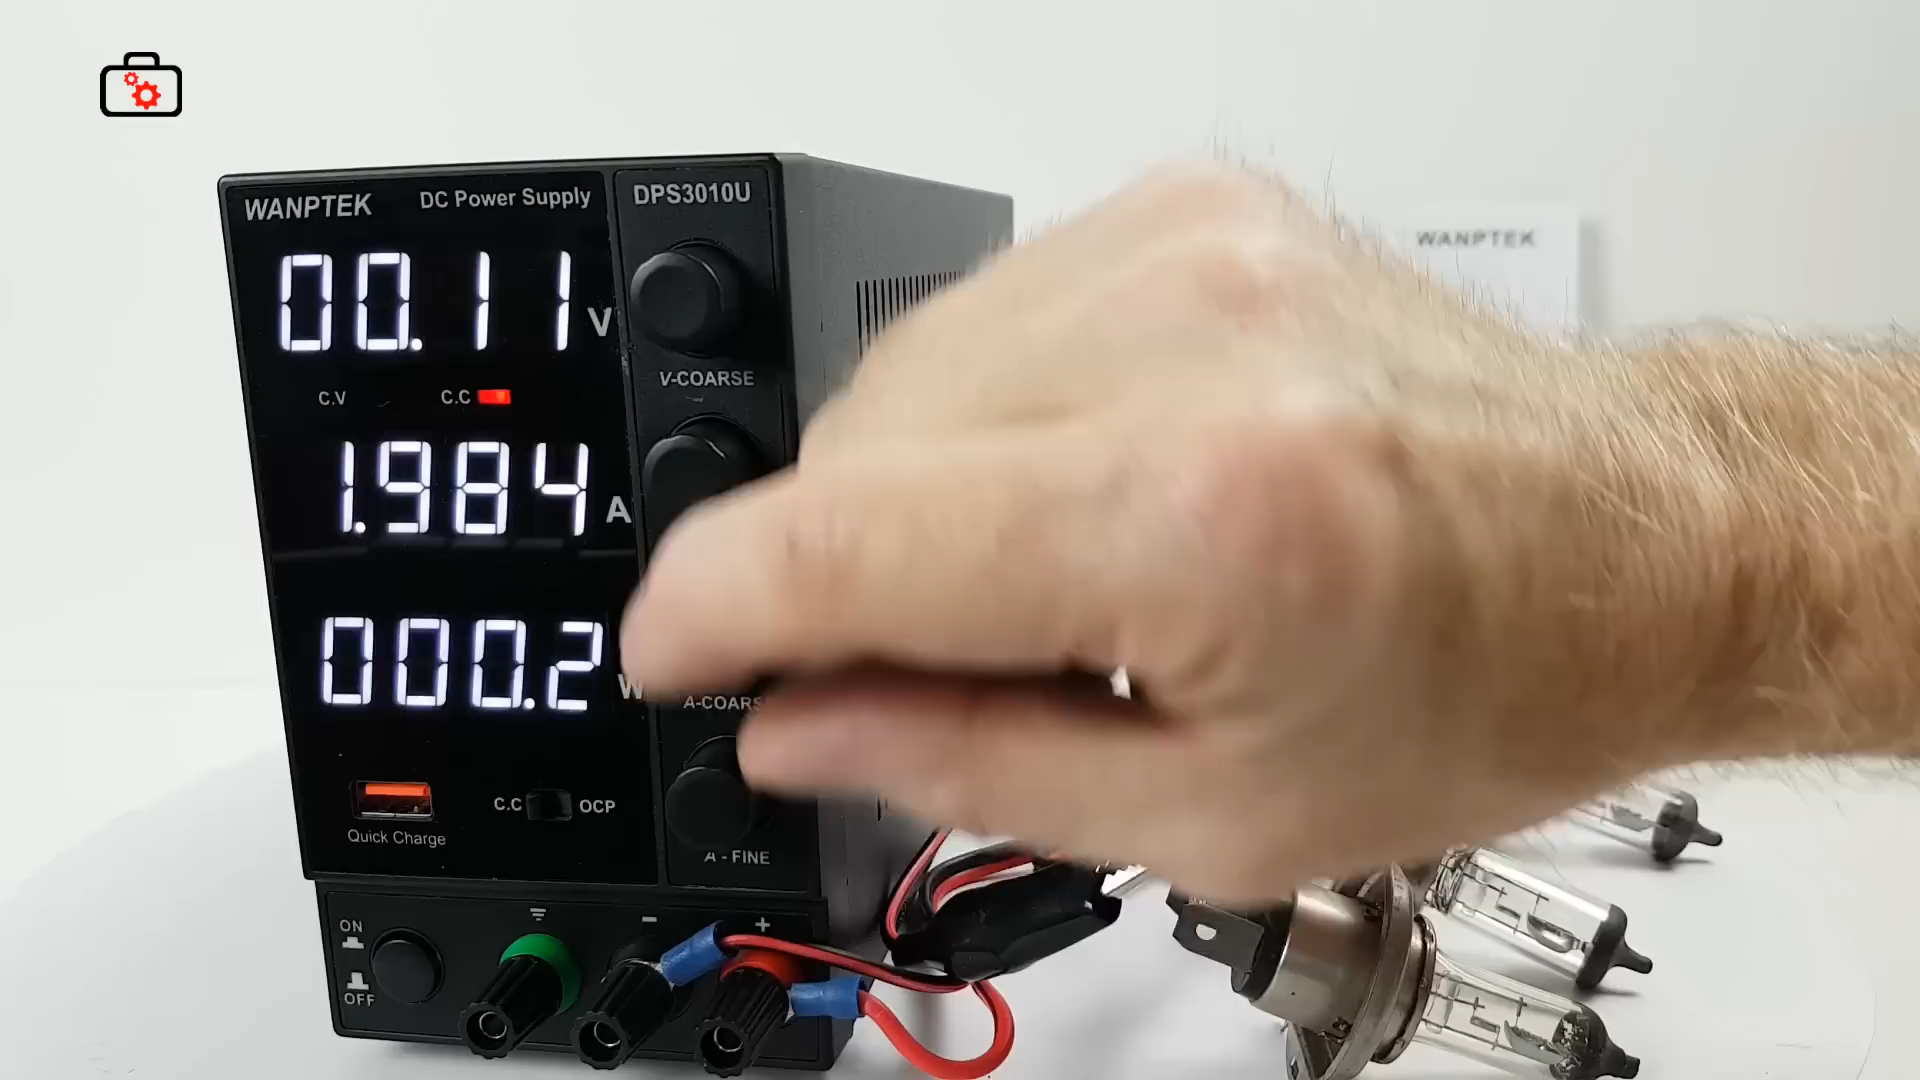 WANPTEK DC Power Supply DPS3010U
WANPTEK
00.11 V
V-COARSE
C.V C.C
1.984 A
000.2 W
A-COARS
Quick Charge
C.C OCP
A - FINE
ON
OFF
- +